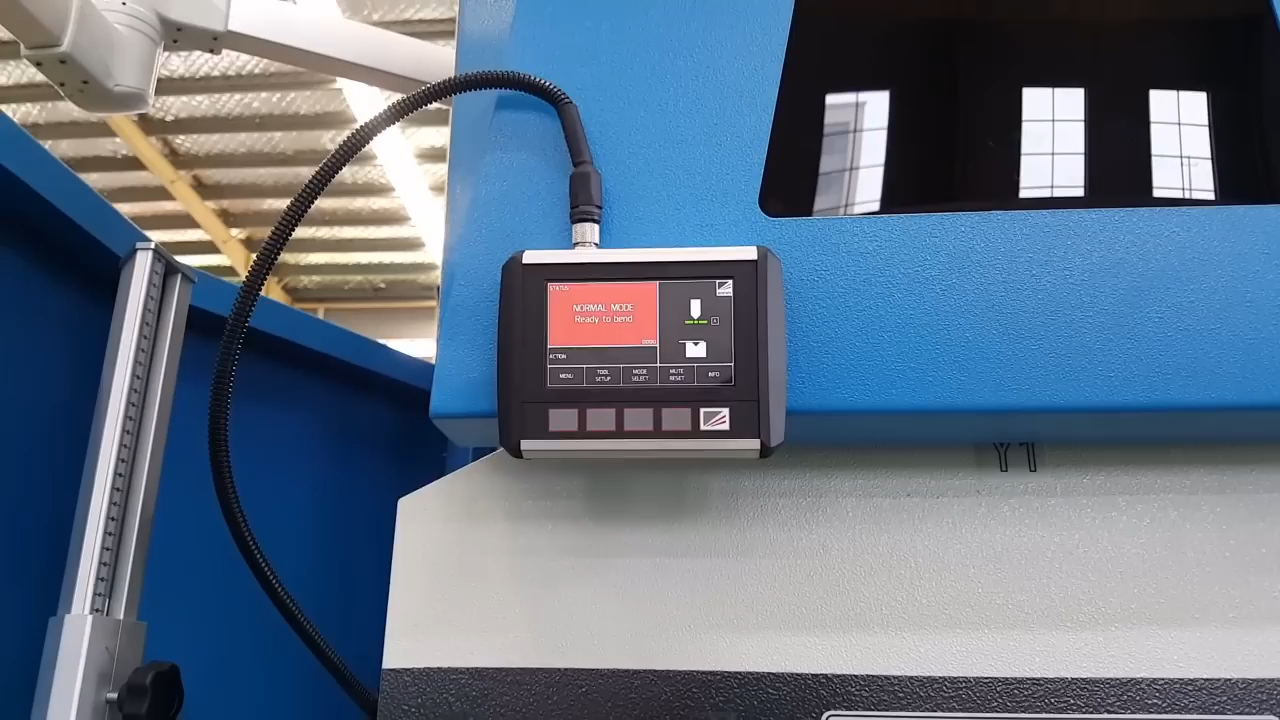 STATUS
NORMAL MODE
Ready to bend
ACTION
MENU
TOOL
SETUP
MODE
SELECT
MUTE
RESET
INFO
Y1